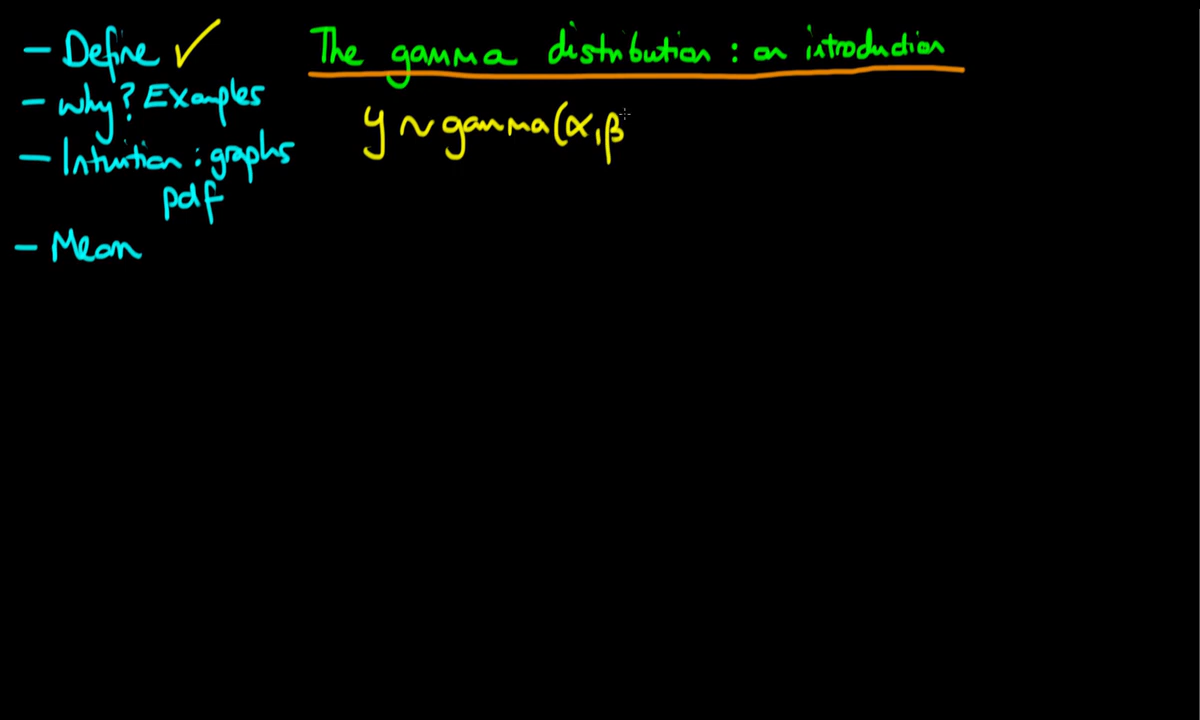 The gamma distribution : an introduction
- Define ✓
- Why? Examples
- Intuition : graphs
pdf
- Mean
y ~ gamma(α, β